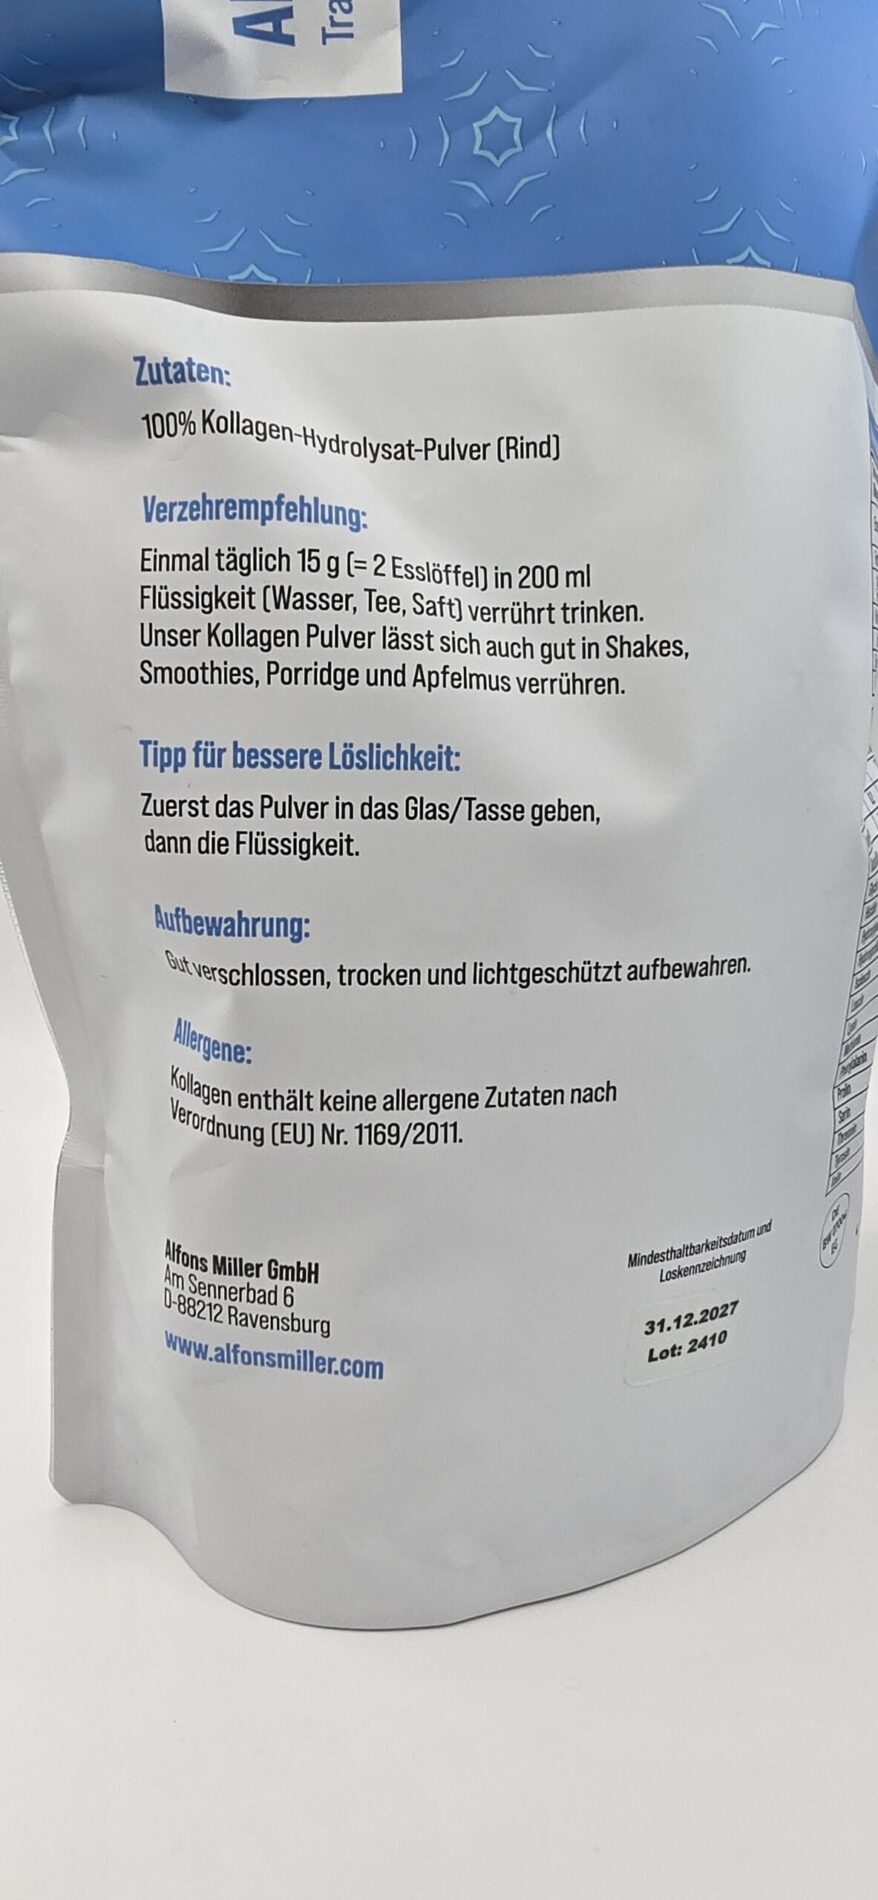 Zutaten:
100% Kollagen-Hydrolysat-Pulver (Rind)
Verzehrempfehlung:
Einmal täglich 15 g (= 2 Esslöffel) in 200 ml
Flüssigkeit (Wasser, Tee, Saft) verrührt trinken.
Unser Kollagen Pulver lässt sich auch gut in Shakes,
Smoothies, Porridge und Apfelmus verrühren.
Tipp für bessere Löslichkeit:
Zuerst das Pulver in das Glas/Tasse geben,
dann die Flüssigkeit.
Aufbewahrung:
Gut verschlossen, trocken und lichtgeschützt aufbewahren.
Allergene:
Kollagen enthält keine allergene Zutaten nach
Verordnung (EU) Nr. 1169/2011.
Alfons Miller GmbH
Am Sennerbad 6
D-88212 Ravensburg
www.alfonsmiller.com
Mindesthaltbarkeitsdatum und
Loskennzeichnung
31.12.2027
Lot: 2410
Prolin
Serin
Threonin
Tyrosin